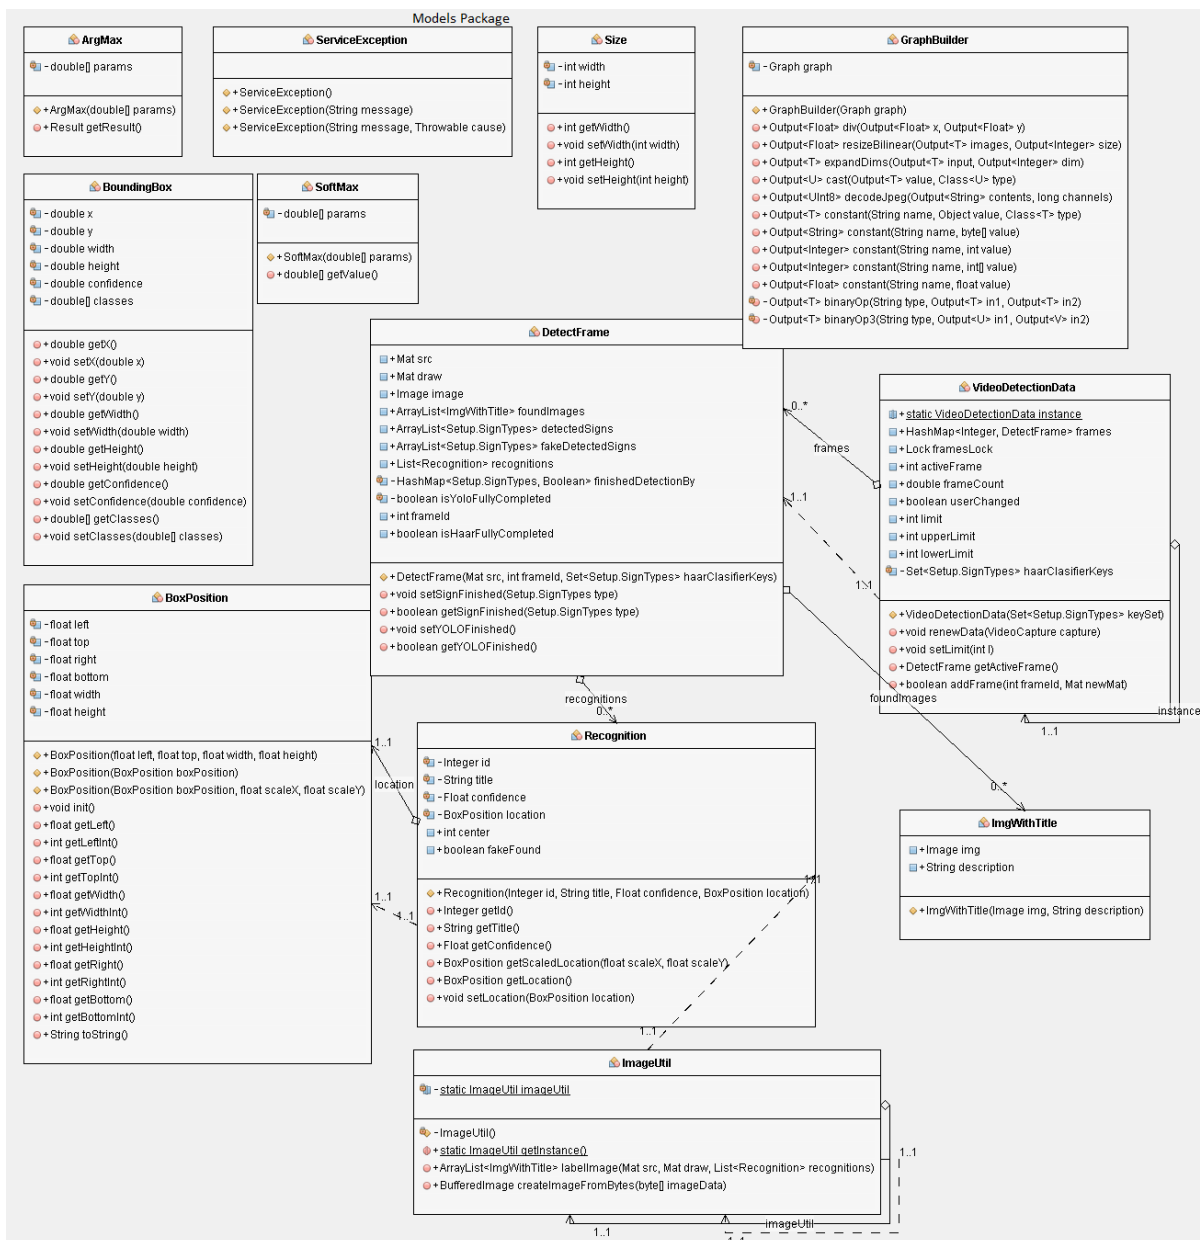 Models Package
ArgMax
- double[] params
+ ArgMax(double[] params)
+ Result getResult()
ServiceException
+ ServiceException()
+ ServiceException(String message)
+ ServiceException(String message, Throwable cause)
Size
- int width
- int height
+ int getWidth()
+ void setWidth(int width)
+ int getHeight()
+ void setHeight(int height)
GraphBuilder
- Graph graph
+ GraphBuilder(Graph graph)
+ Output<Float> div(Output<Float> x, Output<Float> y)
+ Output<Float> resizeBilinear(Output<T> images, Output<Integer> size)
+ Output<T> expandDims(Output<T> input, Output<Integer> dim)
+ Output<U> cast(Output<T> value, Class<U> type)
+ Output<UInt8> decodeJpeg(Output<String> contents, long channels)
+ Output<T> constant(String name, Object value, Class<T> type)
+ Output<String> constant(String name, byte[] value)
+ Output<Integer> constant(String name, int value)
+ Output<Integer> constant(String name, int[] value)
+ Output<Float> constant(String name, float value)
- Output<T> binaryOp(String type, Output<T> in1, Output<T> in2)
- Output<T> binaryOp3(String type, Output<U> in1, Output<V> in2)
BoundingBox
- double x
- double y
- double width
- double height
- double confidence
- double[] classes
+ double getX()
+ void setX(double x)
+ double getY()
+ void setY(double y)
+ double getWidth()
+ void setWidth(double width)
+ double getHeight()
+ void setHeight(double height)
+ double getConfidence()
+ void setConfidence(double confidence)
+ double[] getClasses()
+ void setClasses(double[] classes)
SoftMax
- double[] params
+ SoftMax(double[] params)
+ double[] getValue()
DetectFrame
+ Mat src
+ Mat draw
+ Image image
+ ArrayList<ImgWithTitle> foundImages
+ ArrayList<Setup.SignTypes> detectedSigns
+ ArrayList<Setup.SignTypes> fakeDetectedSigns
+ List<Recognition> recognitions
- HashMap<Setup.SignTypes, Boolean> finishedDetectionBy
- boolean isYoloFullyCompleted
+ int frameId
+ boolean isHaarFullyCompleted
+ DetectFrame(Mat src, int frameId, Set<Setup.SignTypes> haarClasifierKeys)
+ void setSignFinished(Setup.SignTypes type)
+ boolean getSignFinished(Setup.SignTypes type)
+ void setYOLOFinished()
+ boolean getYOLOFinished()
0..*
frames
1..1
1..1
VideoDetectionData
+ static VideoDetectionData instance
+ HashMap<Integer, DetectFrame> frames
+ Lock framesLock
+ int activeFrame
+ double frameCount
+ boolean userChanged
+ int limit
+ int upperLimit
+ int lowerLimit
- Set<Setup.SignTypes> haarClasifierKeys
+ VideoDetectionData(Set<Setup.SignTypes> keySet)
+ void renewData(VideoCapture capture)
+ void setLimit(int l)
+ DetectFrame getActiveFrame()
+ boolean addFrame(int frameId, Mat newMat)
foundImages
instance
1..1
recognitions
0..*
BoxPosition
- float left
- float top
- float right
- float bottom
- float width
- float height
+ BoxPosition(float left, float top, float width, float height)
+ BoxPosition(BoxPosition boxPosition)
+ BoxPosition(BoxPosition boxPosition, float scaleX, float scaleY)
+ void init()
+ float getLeft()
+ int getLeftInt()
+ float getTop()
+ int getTopInt()
+ float getWidth()
+ int getWidthInt()
+ float getHeight()
+ int getHeightInt()
+ float getRight()
+ int getRightInt()
+ float getBottom()
+ int getBottomInt()
+ String toString()
1..1
location
1..1
1..1
Recognition
- Integer id
- String title
- Float confidence
- BoxPosition location
+ int center
+ boolean fakeFound
+ Recognition(Integer id, String title, Float confidence, BoxPosition location)
+ Integer getId()
+ String getTitle()
+ Float getConfidence()
+ BoxPosition getScaledLocation(float scaleX, float scaleY)
+ BoxPosition getLocation()
+ void setLocation(BoxPosition location)
1..1
1..1
0..*
ImgWithTitle
+ Image img
+ String description
+ ImgWithTitle(Image img, String description)
ImageUtil
- static ImageUtil imageUtil
- ImageUtil()
+ static ImageUtil getInstance()
+ ArrayList<ImgWithTitle> labelImage(Mat src, Mat draw, List<Recognition> recognitions)
+ BufferedImage createImageFromBytes(byte[] imageData)
1..1
imageUtil
1..1
1..1